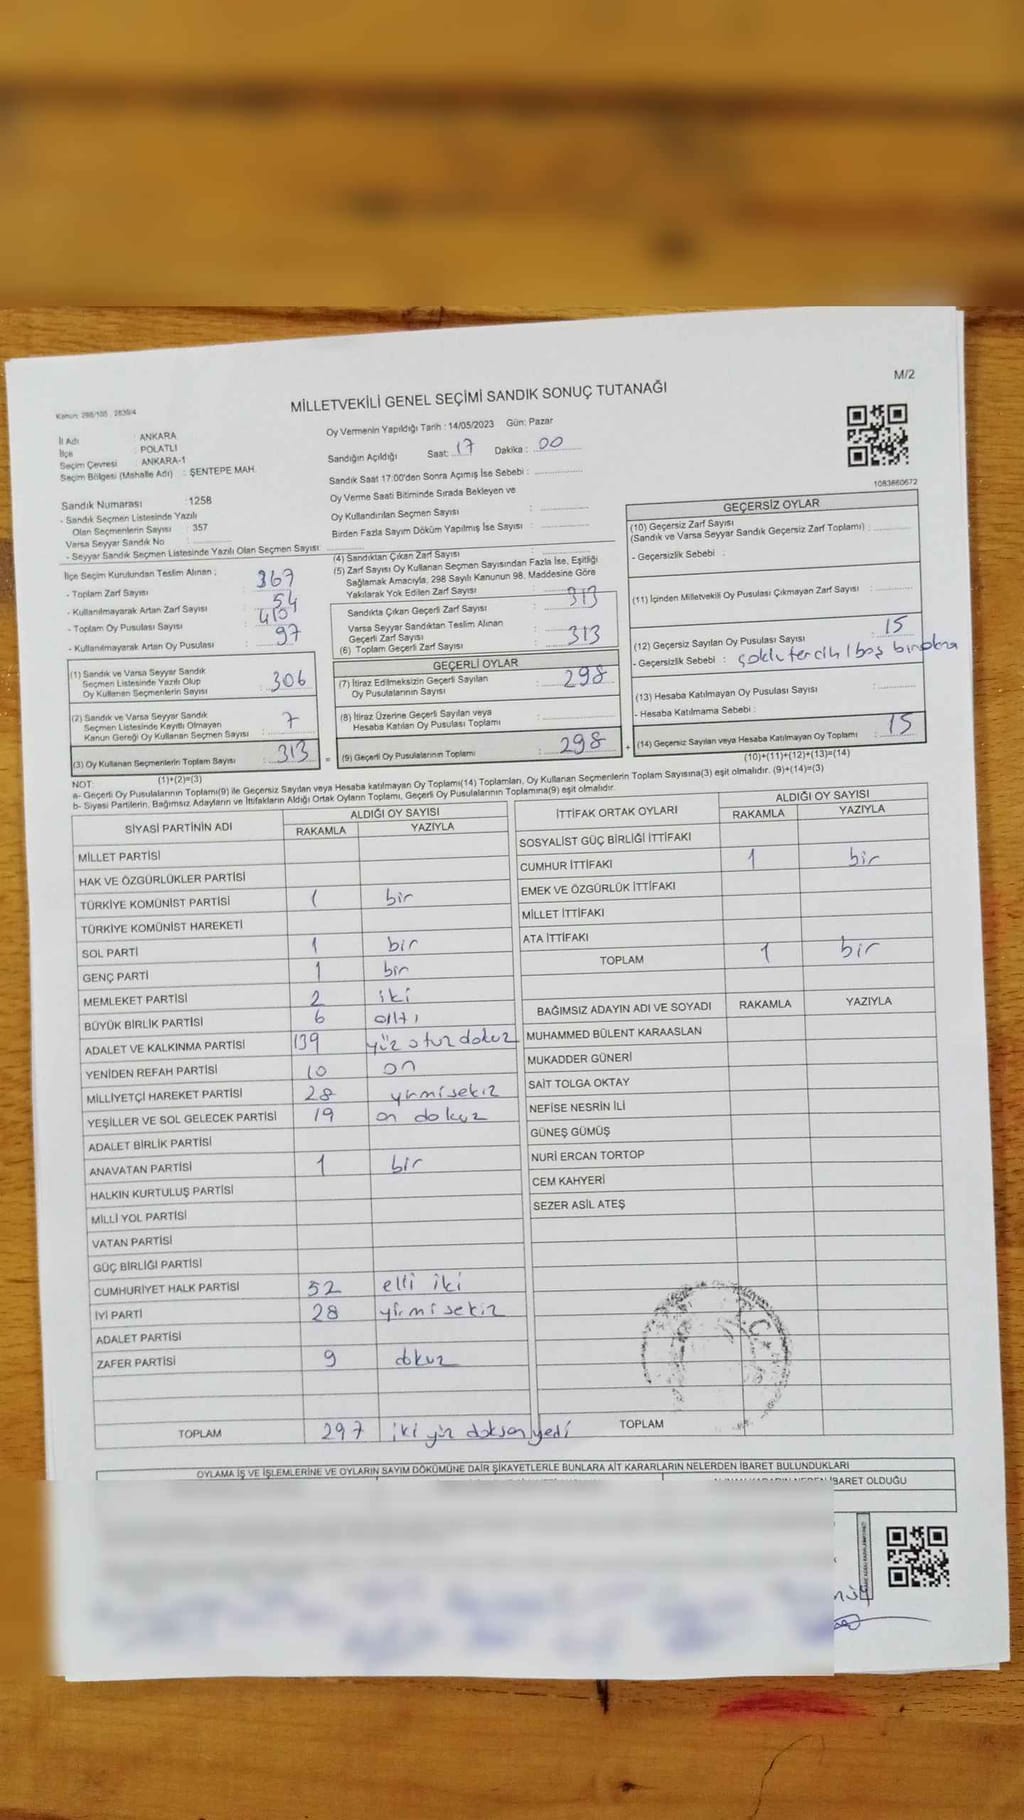 M/2
Kanun: 298/105 , 2839/4
MİLLETVEKİLİ GENEL SEÇİMİ SANDIK SONUÇ TUTANAĞI
İl Adı : ANKARA
İlçe : POLATLI
Seçim Çevresi : ANKARA-1
Seçim Bölgesi (Mahalle Adı) : ŞENTEPE MAH.
Sandık Numarası : 1258
- Sandık Seçmen Listesinde Yazılı
Olan Seçmenlerin Sayısı : 357
Varsa Seyyar Sandık No :
- Seyyar Sandık Seçmen Listesinde Yazılı Olan Seçmen Sayısı:
Oy Vermenin Yapıldığı Tarih : 14/05/2023 Gün: Pazar
Sandığın Açıldığı Saat: 17 Dakika : 00
Sandık Saat 17:00'den Sonra Açımış İse Sebebi :
Oy Verme Saati Bitiminde Sırada Bekleyen ve
Oy Kullandırılan Seçmen Sayısı :
Birden Fazla Sayım Döküm Yapılmış İse Sayısı :
1083860672
İlçe Seçim Kurulundan Teslim Alınan ;
- Toplam Zarf Sayısı : 367
- Kullanılmayarak Artan Zarf Sayısı : 54
- Toplam Oy Pusulası Sayısı :
- Kullanılmayarak Artan Oy Pusulası : 97
(1) Sandık ve Varsa Seyyar Sandık
Seçmen Listesinde Yazılı Olup
Oy Kullanan Seçmenlerin Sayısı : 306
(2) Sandık ve Varsa Seyyar Sandık
Seçmen Listesinde Kayıtlı Olmayan
Kanun Gereği Oy Kullanan Seçmen Sayısı : 7
(3) Oy Kullanan Seçmenlerin Toplam Sayısı : 313
(1)+(2)=(3)
(4) Sandıktan Çıkan Zarf Sayısı :
(5) Zarf Sayısı Oy Kullanan Seçmen Sayısından Fazla İse, Eşitliği
Sağlamak Amacıyla, 298 Sayılı Kanunun 98. Maddesine Göre
Yakılarak Yok Edilen Zarf Sayısı :
Sandıkta Çıkan Geçerli Zarf Sayısı : 313
Varsa Seyyar Sandıktan Teslim Alınan
Geçerli Zarf Sayısı :
(6) Toplam Geçerli Zarf Sayısı : 313
GEÇERLİ OYLAR
(7) İtiraz Edilmeksizin Geçerli Sayılan
Oy Pusulalarının Sayısı : 298
(8) İtiraz Üzerine Geçerli Sayılan ve
Hesaba Katılan Oy Pusulası Toplamı :
= (9) Geçerli Oy Pusulalarının Toplamı : 298 +
GEÇERSİZ OYLAR
(10) Geçersiz Zarf Sayısı
(Sandık ve Varsa Seyyar Sandık Geçersiz Zarf Toplamı) :
- Geçersizlik Sebebi :
(11) İçinden Milletvekili Oy Pusulası Çıkmayan Zarf Sayısı :
(12) Geçersiz Sayılan Oy Pusulası Sayısı : 15
- Geçersizlik Sebebi : çoklu tercih / boş bırakma
(13) Hesaba Katılmayan Oy Pusulası Sayısı :
- Hesaba Katılmama Sebebi :
(14) Geçersiz Sayılan veya Hesaba Katılmayan Oy Toplamı : 15
(10)+(11)+(12)+(13)=(14)
NOT:
a- Geçerli Oy Pusulalarının Toplamı(9) ile Geçersiz Sayılan veya Hesaba katılmayan Oy Toplamı(14) Toplamları, Oy Kullanan Seçmenlerin Toplam Sayısına(3) eşit olmalıdır. (9)+(14)=(3)
b- Siyasi Partilerin, Bağımsız Adayların ve İttifakların Aldığı Ortak Oyların Toplamı, Geçerli Oy Pusulalarının Toplamına(9) eşit olmalıdır.
SİYASİ PARTİNİN ADI ALDIĞI OY SAYISI
RAKAMLA YAZIYLA
MİLLET PARTİSİ
HAK VE ÖZGÜRLÜKLER PARTİSİ
TÜRKİYE KOMÜNİST PARTİSİ 1 bir
TÜRKİYE KOMÜNİST HAREKETİ
SOL PARTİ 1 bir
GENÇ PARTİ 1 bir
MEMLEKET PARTİSİ 2 iki
BÜYÜK BİRLİK PARTİSİ 6 altı
ADALET VE KALKINMA PARTİSİ 139 yüz otuz dokuz
YENİDEN REFAH PARTİSİ 10 on
MİLLİYETÇİ HAREKET PARTİSİ 28 yirmi sekiz
YEŞİLLER VE SOL GELECEK PARTİSİ 19 on dokuz
ADALET BİRLİK PARTİSİ
ANAVATAN PARTİSİ 1 bir
HALKIN KURTULUŞ PARTİSİ
MİLLİ YOL PARTİSİ
VATAN PARTİSİ
GÜÇ BİRLİĞİ PARTİSİ
CUMHURİYET HALK PARTİSİ 52 elli iki
İYİ PARTİ 28 yirmi sekiz
ADALET PARTİSİ
ZAFER PARTİSİ 9 dokuz
TOPLAM 297 iki yüz doksan yedi
İTTİFAK ORTAK OYLARI ALDIĞI OY SAYISI
RAKAMLA YAZIYLA
SOSYALİST GÜÇ BİRLİĞİ İTTİFAKI
CUMHUR İTTİFAKI 1 bir
EMEK VE ÖZGÜRLÜK İTTİFAKI
MİLLET İTTİFAKI
ATA İTTİFAKI
TOPLAM 1 bir
BAĞIMSIZ ADAYIN ADI VE SOYADI RAKAMLA YAZIYLA
MUHAMMED BÜLENT KARAASLAN
MUKADDER GÜNERİ
SAİT TOLGA OKTAY
NEFİSE NESRİN İLİ
GÜNEŞ GÜMÜŞ
NURİ ERCAN TORTOP
CEM KAHYERİ
SEZER ASİL ATEŞ
TOPLAM
OYLAMA İŞ VE İŞLEMLERİNE VE OYLARIN SAYIM DÖKÜMÜNE DAİR ŞİKAYETLERLE BUNLARA AİT KARARLARIN NELERDEN İBARET BULUNDUKLARI
İBARET OLDUĞU